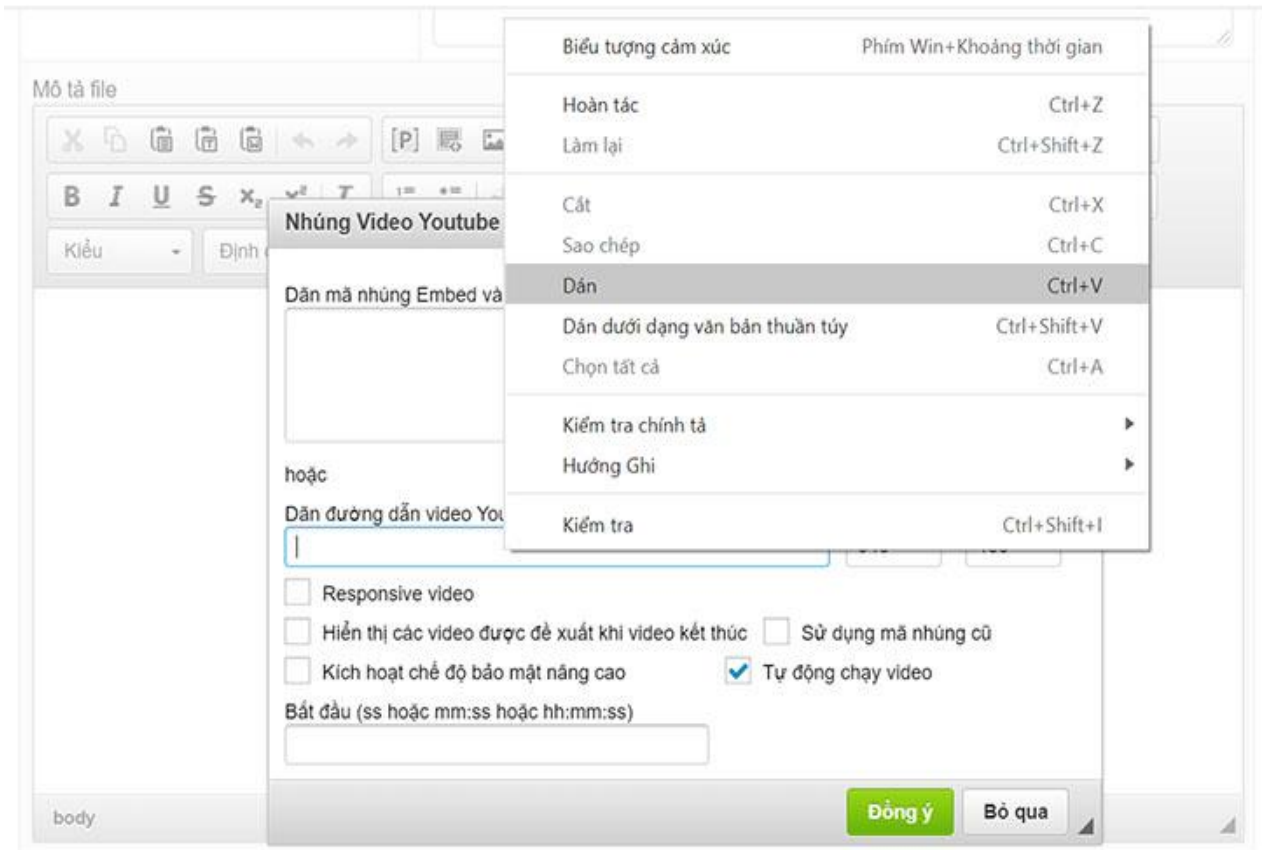 Mô tả file
[P]
B I U S x₂ x² T
Kiểu
Định
Nhúng Video Youtube
Dãn mã nhúng Embed và
hoặc
Dãn đường dẫn video You
Responsive video
Hiển thị các video được đề xuất khi video kết thúc
Sử dụng mã nhúng cũ
Kích hoạt chế độ bảo mật nâng cao
Tự động chạy video
Bắt đầu (ss hoặc mm:ss hoặc hh:mm:ss)
Đồng ý
Bỏ qua
body
Biểu tượng cảm xúc Phím Win+Khoảng thời gian
Hoàn tác Ctrl+Z
Làm lại Ctrl+Shift+Z
Cắt Ctrl+X
Sao chép Ctrl+C
Dán Ctrl+V
Dán dưới dạng văn bản thuần túy Ctrl+Shift+V
Chọn tất cả Ctrl+A
Kiểm tra chính tả
Hướng Ghi
Kiểm tra Ctrl+Shift+I